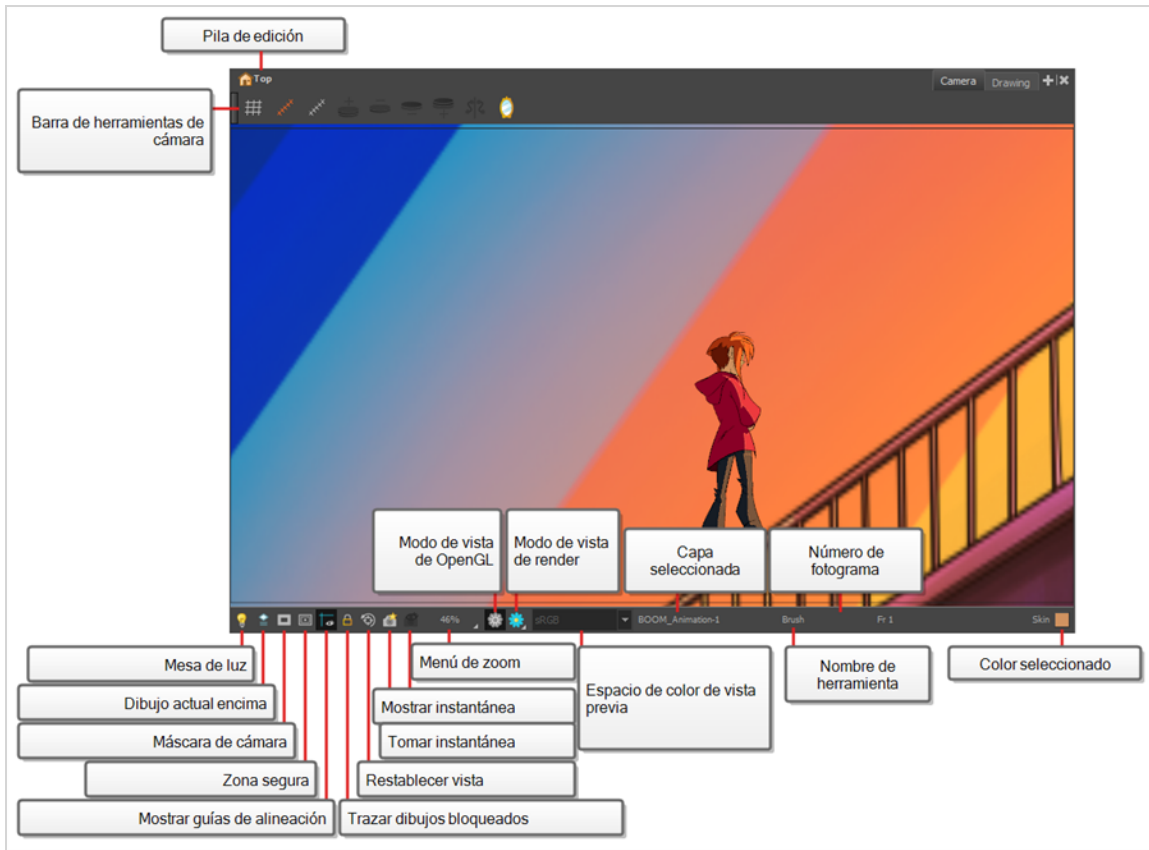 Pila de edición
Top
Camera
Drawing
Barra de herramientas de
cámara
Modo de vista
de OpenGL
Modo de vista
de render
Capa
seleccionada
Número de
fotograma
46%
sRGB
BOOM_Animation-1
Brush
Fr 1
Skin
Mesa de luz
Menú de zoom
Espacio de color de vista
previa
Nombre de
herramienta
Color seleccionado
Dibujo actual encima
Mostrar instantánea
Máscara de cámara
Tomar instantánea
Zona segura
Restablecer vista
Mostrar guías de alineación
Trazar dibujos bloqueados